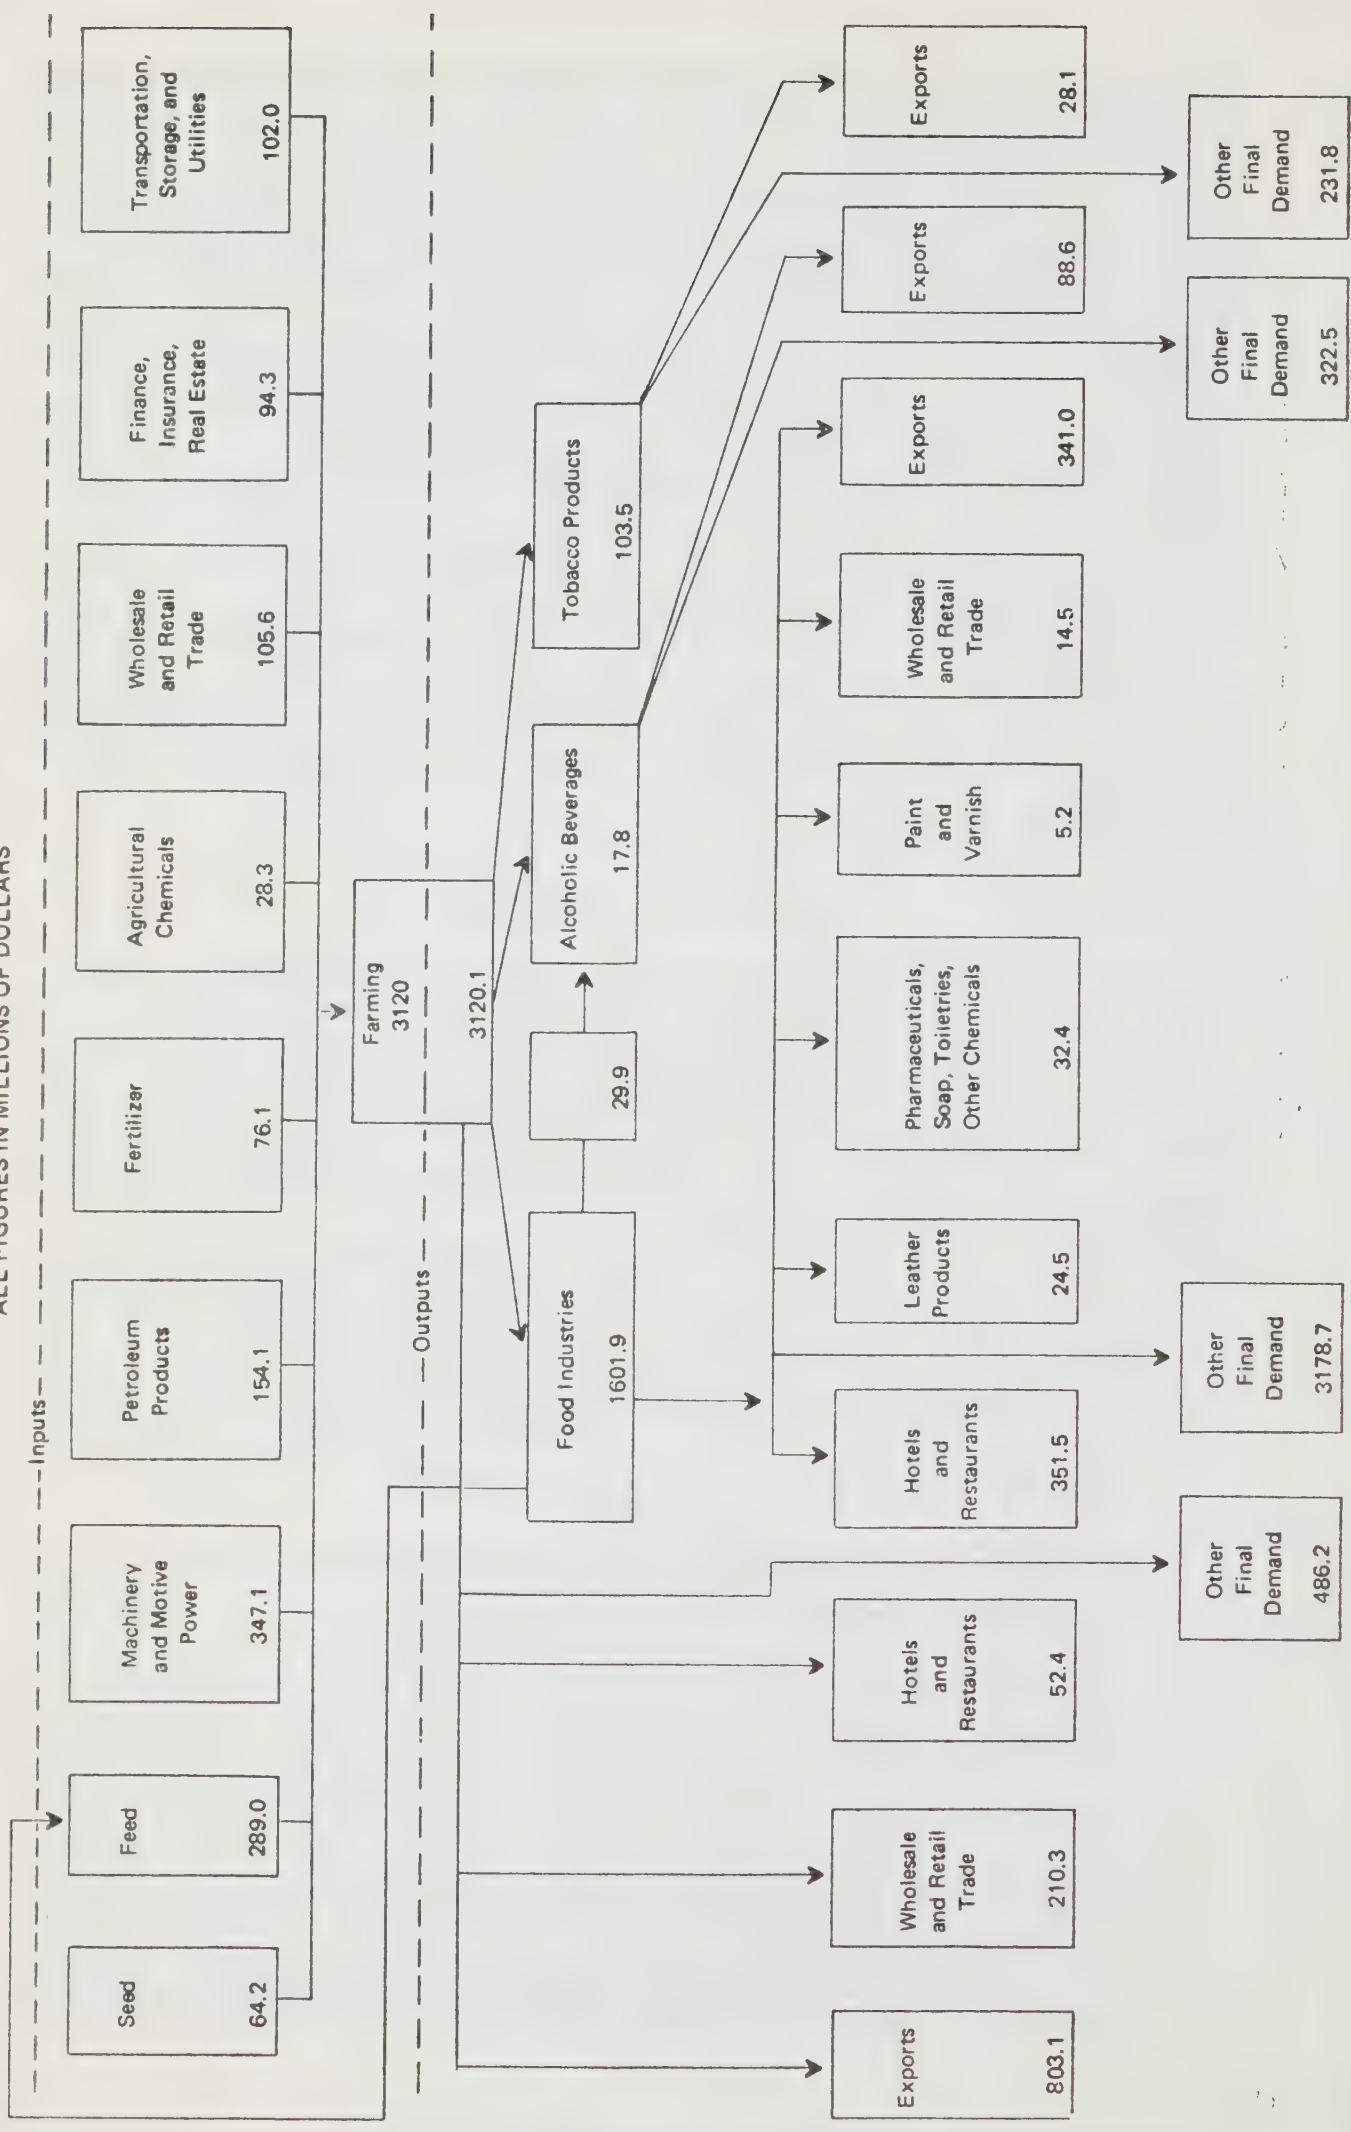 ALL FIGURES IN MILLIONS OF DOLLARS
Inputs
Seed
64.2
Feed
289.0
Machinery
and Motive
Power
347.1
Petroleum
Products
154.1
Fertilizer
76.1
Agricultural
Chemicals
28.3
Wholesale
and Retail
Trade
105.6
Finance,
Insurance,
Real Estate
94.3
Transportation,
Storage, and
Utilities
102.0
Farming
3120
Outputs
3120.1
Food Industries
1601.9
29.9
Alcoholic Beverages
17.8
Tobacco Products
103.5
Exports
803.1
Wholesale
and Retail
Trade
210.3
Hotels
and
Restaurants
52.4
Hotels
and
Restaurants
351.5
Leather
Products
24.5
Pharmaceuticals,
Soap, Toiletries,
Other Chemicals
32.4
Paint
and
Varnish
5.2
Wholesale
and Retail
Trade
14.5
Exports
341.0
Exports
88.6
Exports
28.1
Other
Final
Demand
486.2
Other
Final
Demand
3178.7
Other
Final
Demand
322.5
Other
Final
Demand
231.8